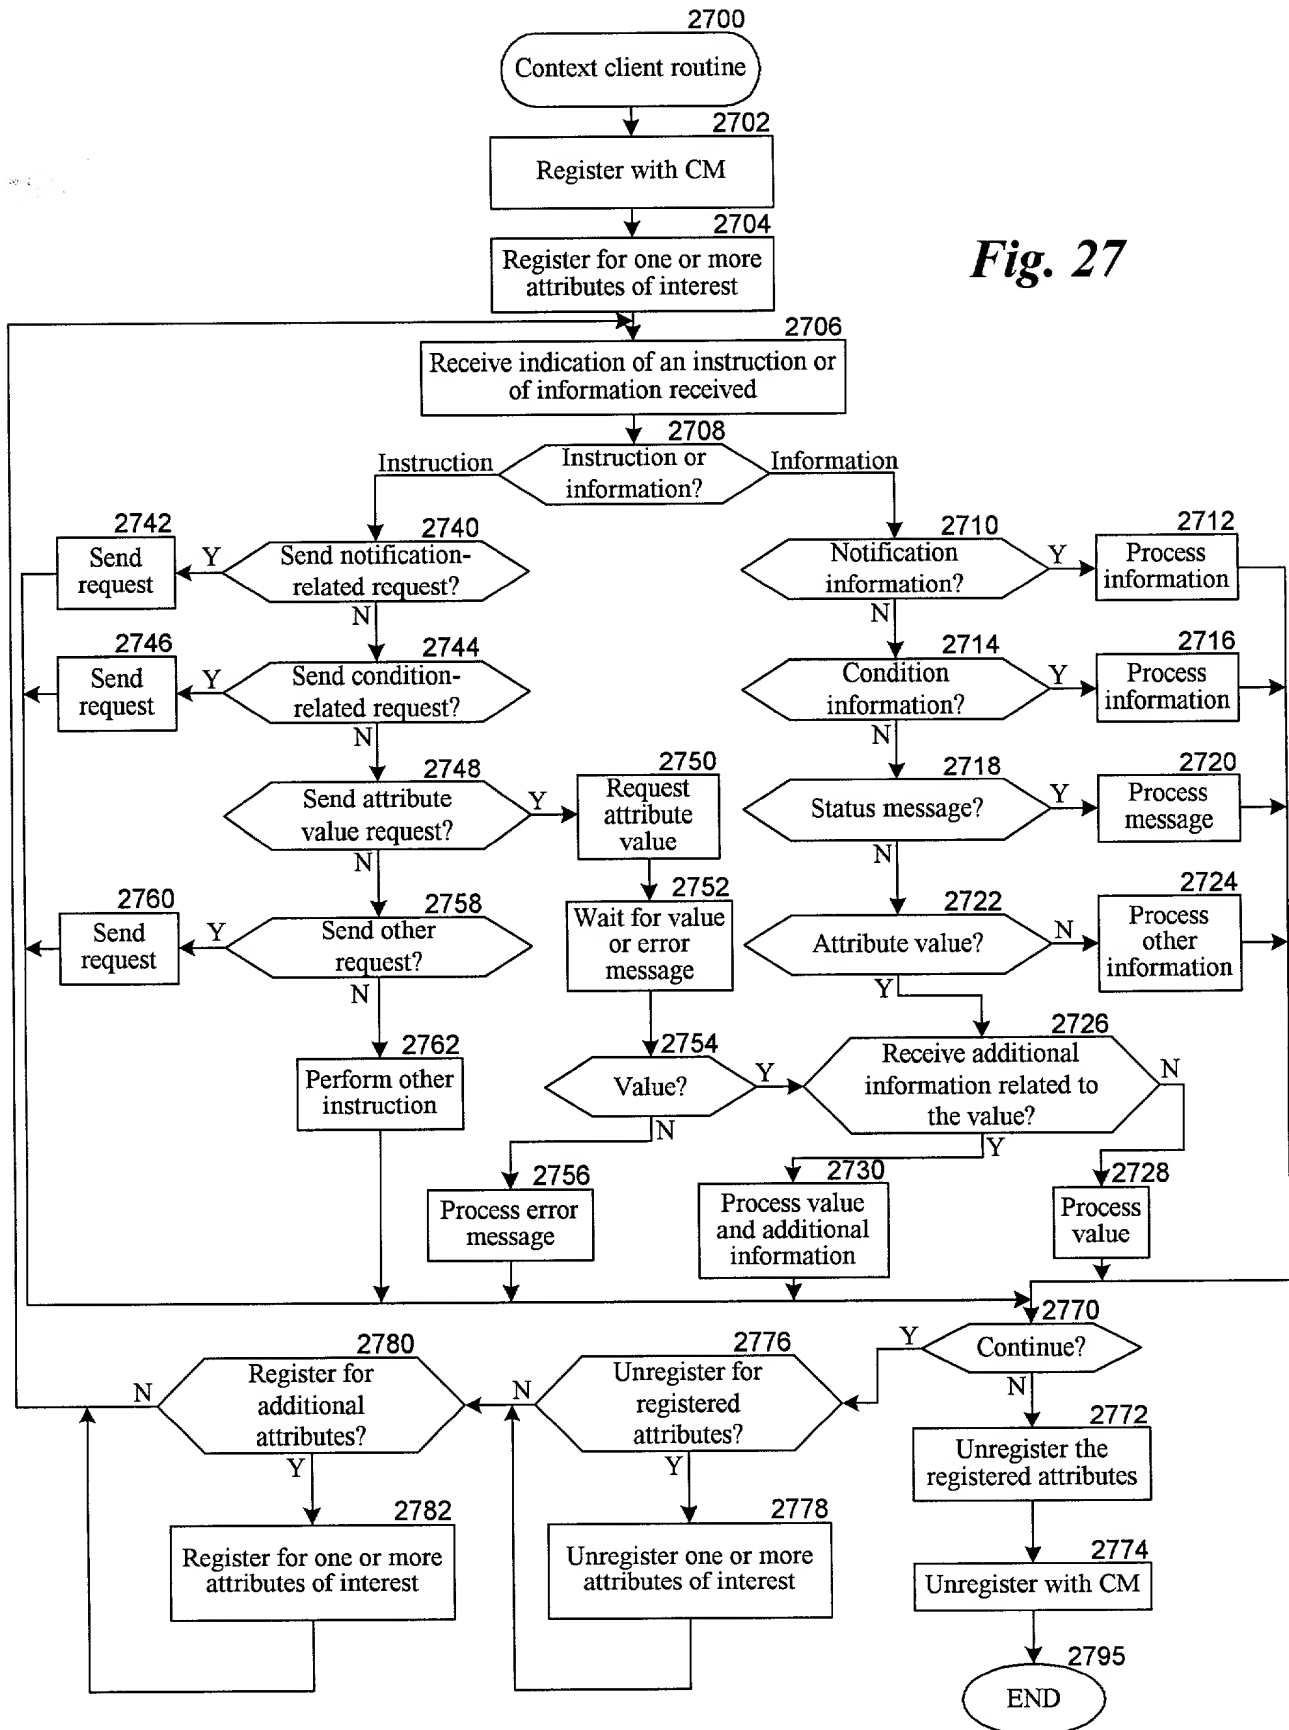 2700
Context client routine
2702
Register with CM
2704
Register for one or more
attributes of interest
Fig. 27
2706
Receive indication of an instruction or
of information received
2708
Instruction
Instruction or
information?
Information
2742
Send
request
Y
2740
Send notification-
related request?
N
2710
Notification
information?
Y
N
2712
Process
information
2746
Send
request
Y
2744
Send condition-
related request?
N
2714
Condition
information?
Y
N
2716
Process
information
2748
Send attribute
value request?
Y
N
2750
Request
attribute
value
2718
Status message?
Y
N
2720
Process
message
2760
Send
request
Y
2758
Send other
request?
N
2752
Wait for value
or error
message
2722
Attribute value?
N
Y
2724
Process
other
information
2762
Perform other
instruction
2754
Value?
Y
N
2726
Receive additional
information related to
the value?
N
Y
2756
Process error
message
2730
Process value
and additional
information
2728
Process
value
2770
Continue?
Y
N
2780
Register for
additional
attributes?
N
Y
2776
Unregister for
registered
attributes?
N
Y
2772
Unregister the
registered attributes
2782
Register for one or more
attributes of interest
2778
Unregister one or more
attributes of interest
2774
Unregister with CM
2795
END